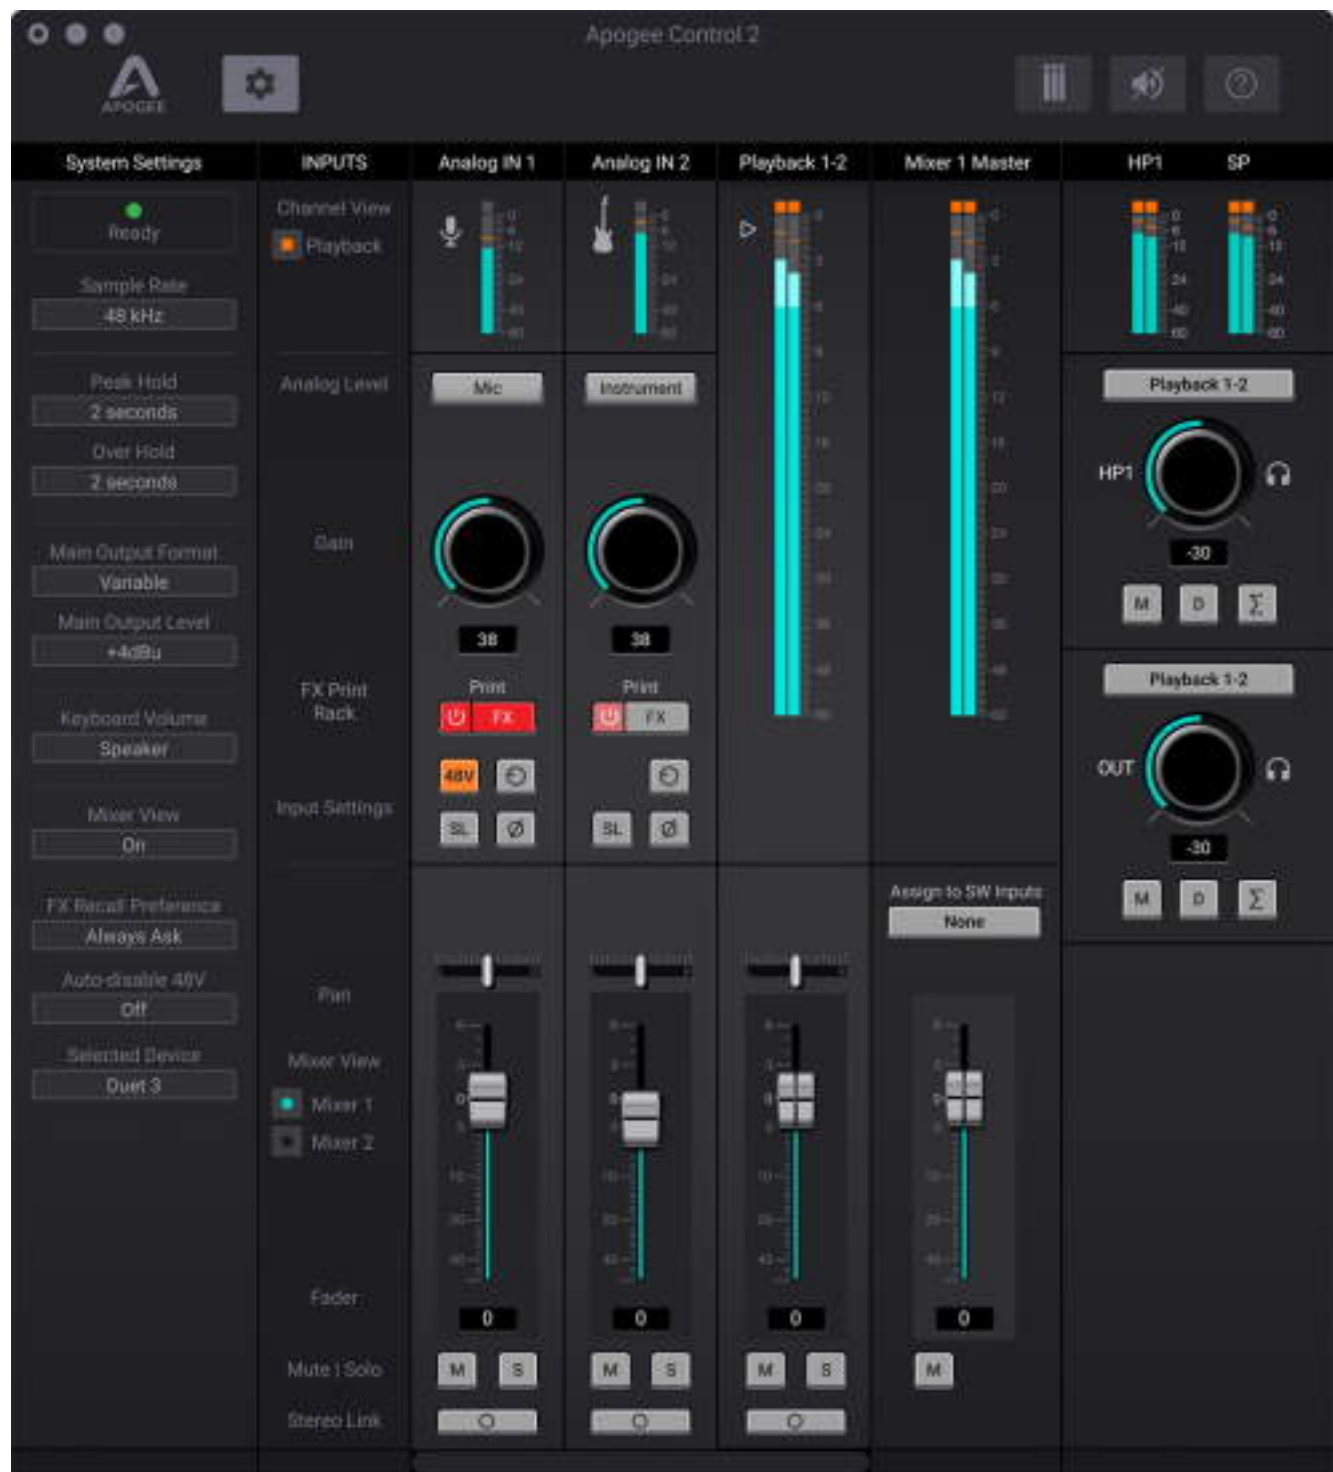 Apogee Control 2
APOGEE
System Settings
INPUTS
Analog IN 1
Analog IN 2
Playback 1-2
Mixer 1 Master
HP1
SP
Ready
Sample Rate
48 kHz
Peak Hold
2 seconds
Over Hold
2 seconds
Main Output Format
Variable
Main Output Level
+4dBu
Keyboard Volume
Speaker
Mixer View
On
FX Recall Preference
Always Ask
Auto-disable 48V
Off
Selected Device
Duet 3
Channel View
Playback
Analog Level
Gain
FX Print
Rack
Input Settings
Pan
Mixer View
Mixer 1
Mixer 2
Fader
Mute | Solo
Stereo Link
Mic
38
Print
FX
48V
SL
Ø
0
M
S
Instrument
38
Print
FX
SL
Ø
0
M
S
0
M
S
Assign to SW Inputs
None
0
M
Playback 1-2
HP1
-30
M
D
Σ
Playback 1-2
OUT
-30
M
D
Σ